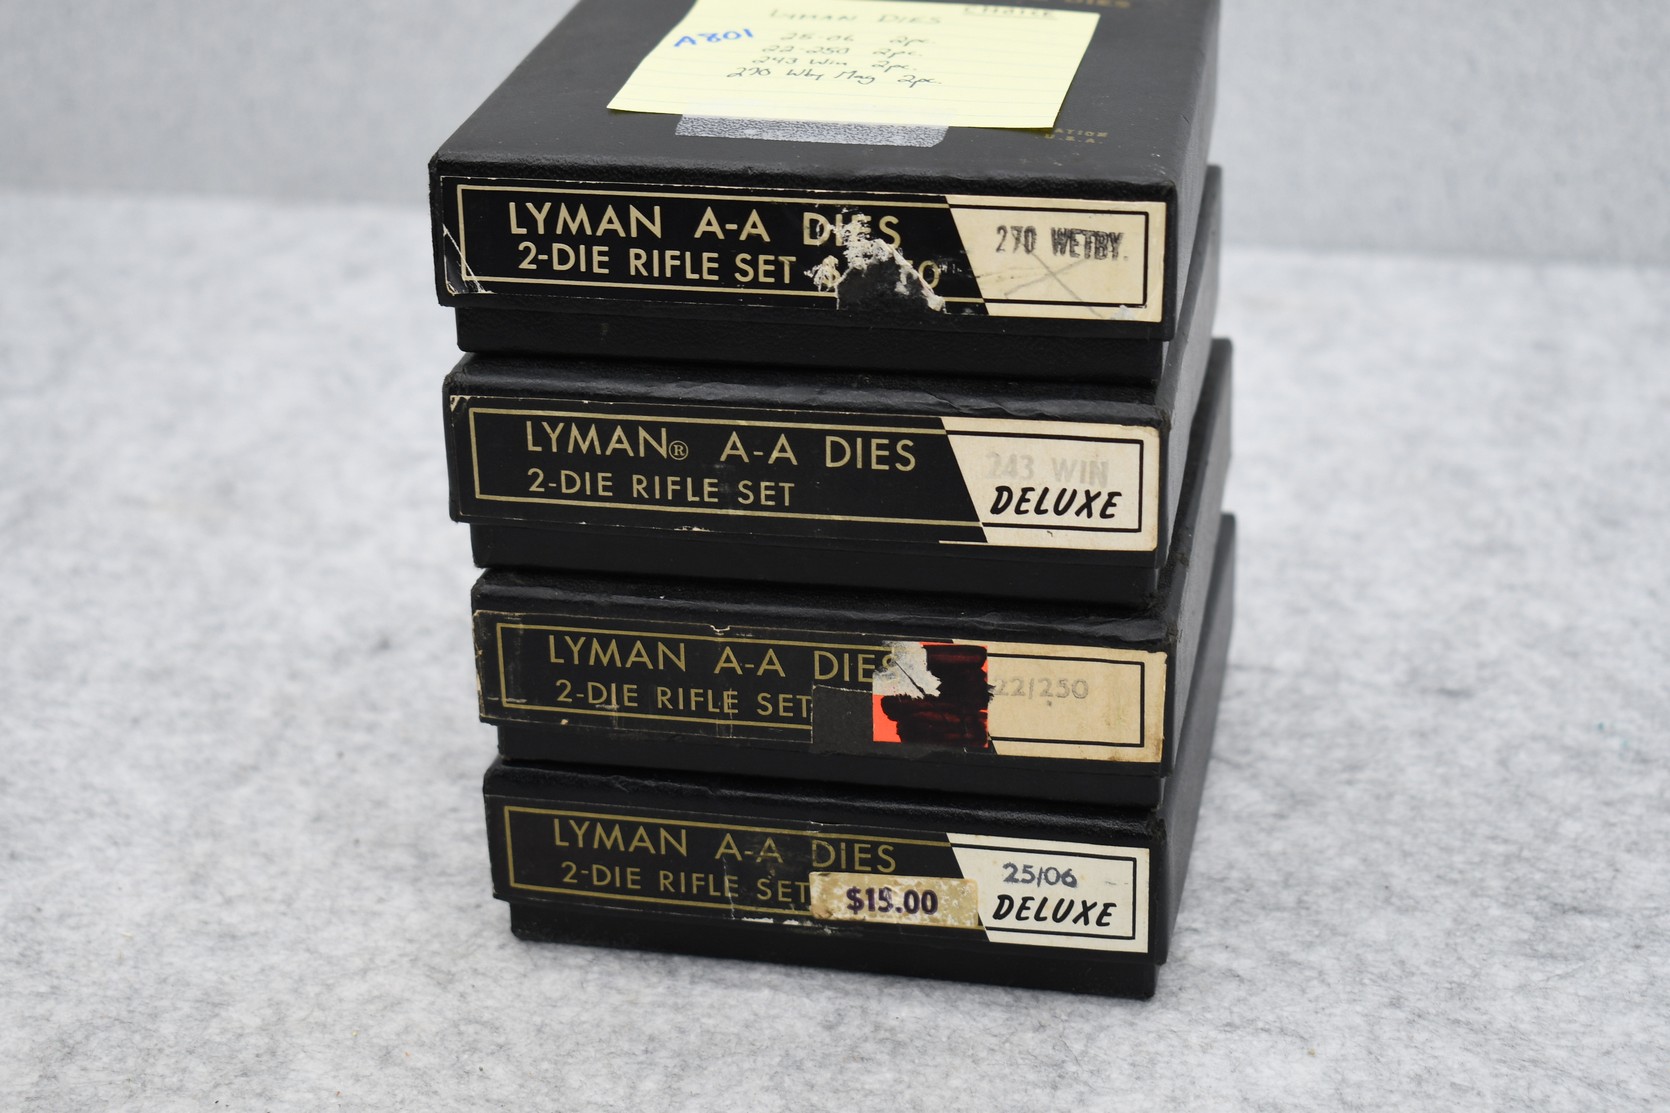 DIES
CHOICE
LYMAN DIES
A801
25-06 2pc.
22-250 2pc.
243 Win 2pc.
270 Wby Mag 2pc.
U.S.A.
LYMAN A-A DIES
2-DIE RIFLE SET
270 WETBY.
LYMAN® A-A DIES
2-DIE RIFLE SET
243 WIN
DELUXE
LYMAN A-A DIES
2-DIE RIFLE SET
22/250
LYMAN A-A DIES
2-DIE RIFLE SET
$15.00
25/06
DELUXE